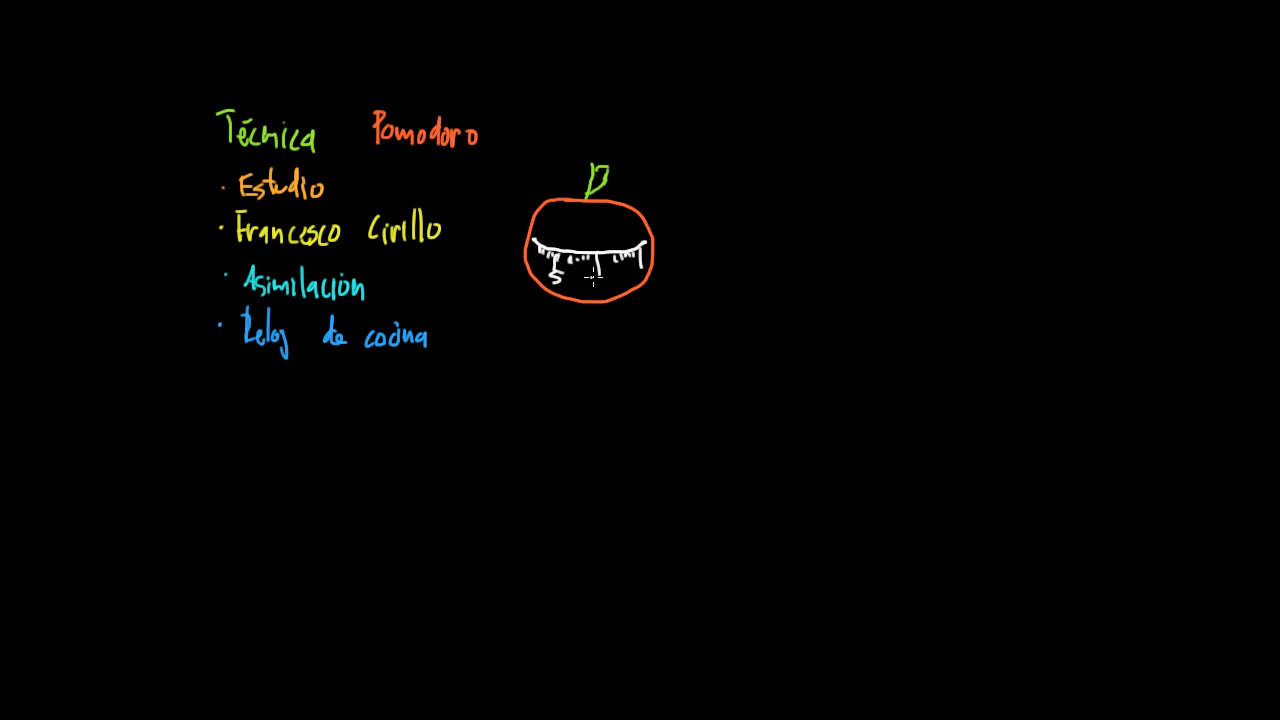 Técnica Pomodoro
· Estudio
· Francesco Cirillo
· Asimilación
· Reloj de cocina
5